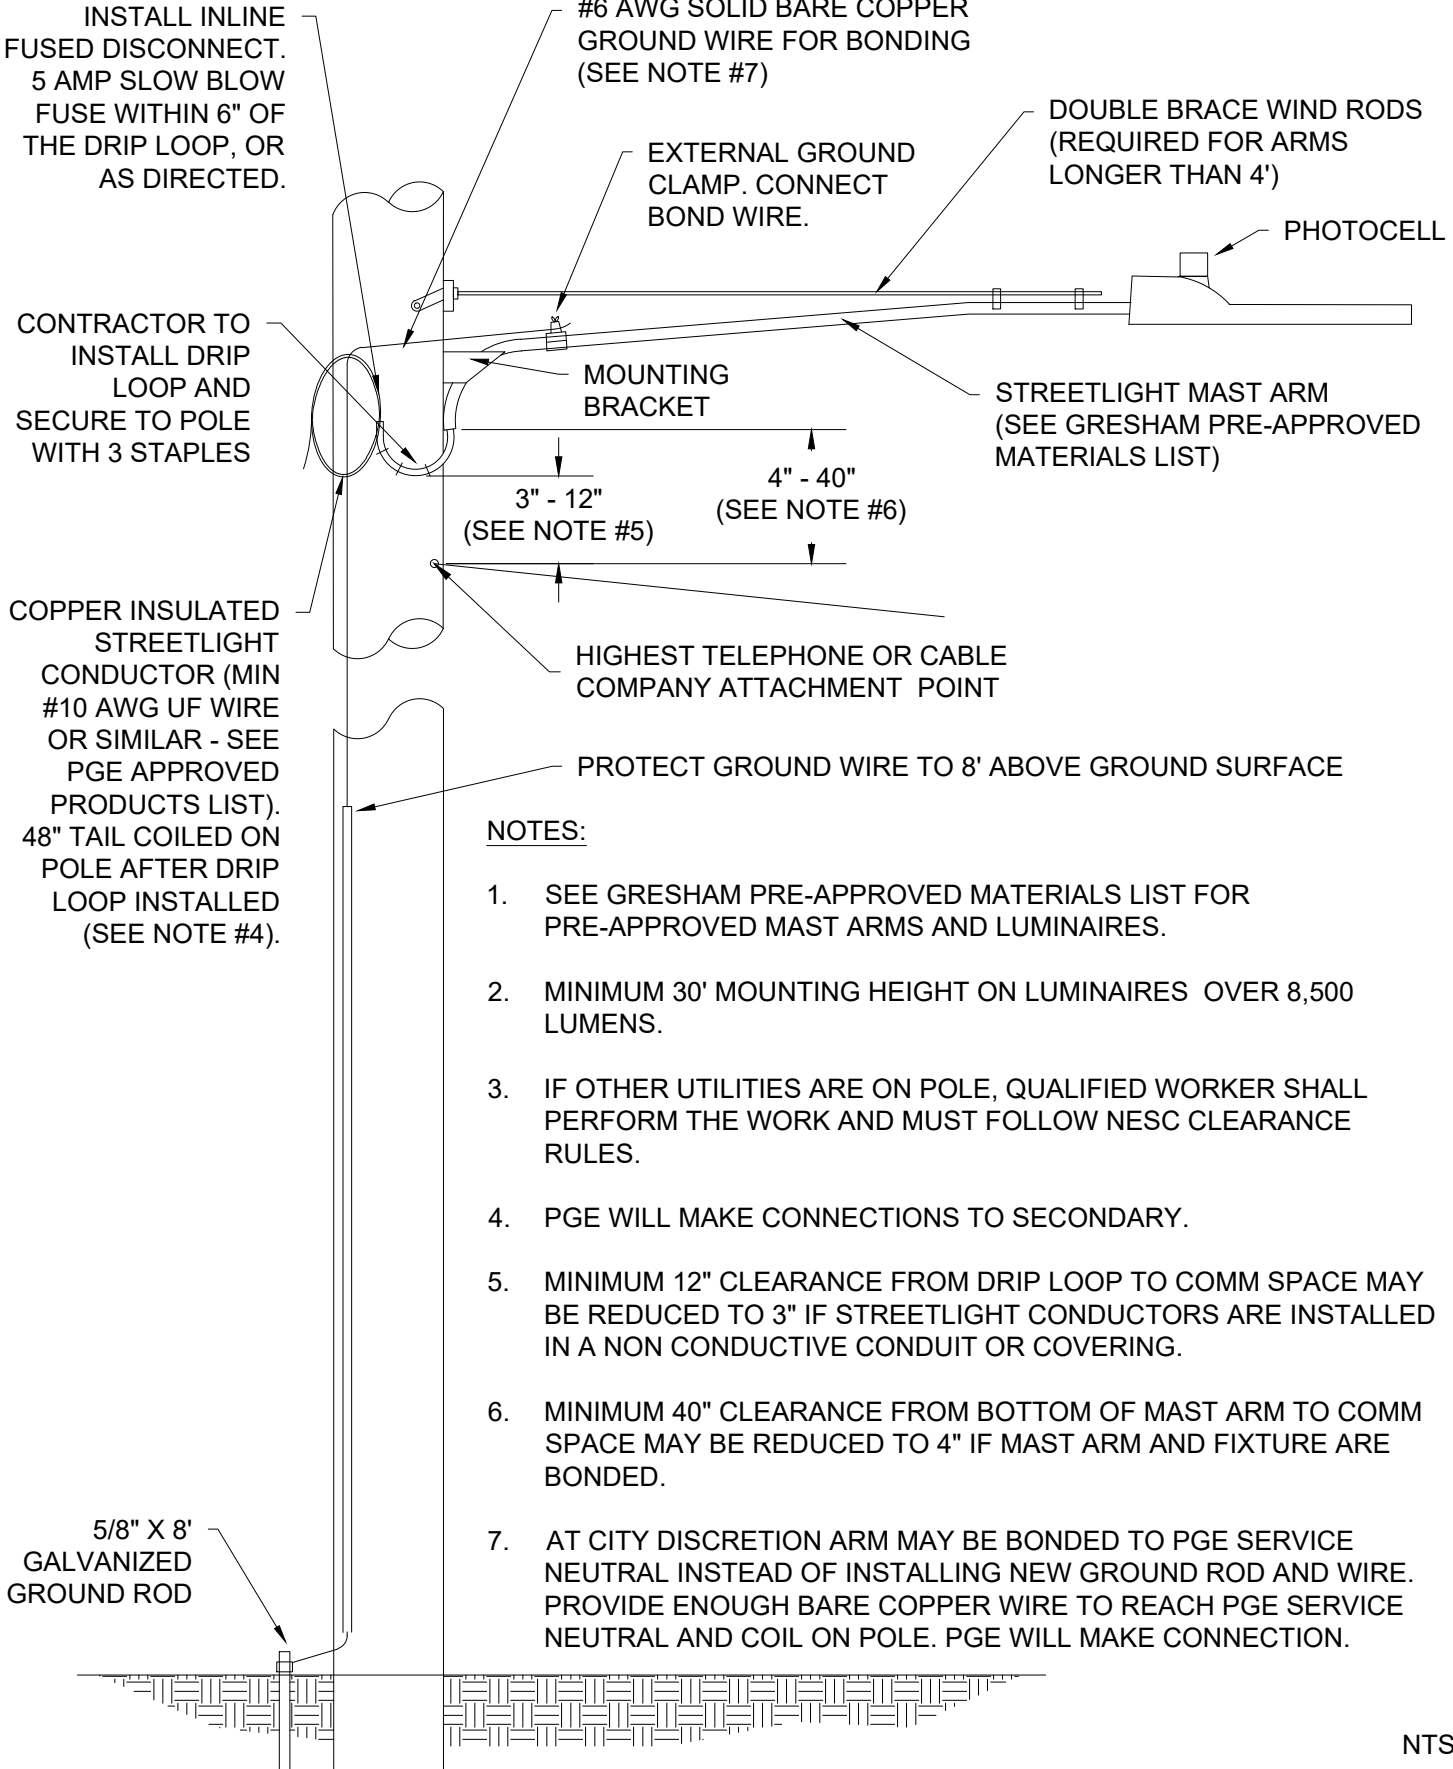 INSTALL INLINE
FUSED DISCONNECT.
5 AMP SLOW BLOW
FUSE WITHIN 6" OF
THE DRIP LOOP, OR
AS DIRECTED.
#6 AWG SOLID BARE COPPER
GROUND WIRE FOR BONDING
(SEE NOTE #7)
EXTERNAL GROUND
CLAMP. CONNECT
BOND WIRE.
DOUBLE BRACE WIND RODS
(REQUIRED FOR ARMS
LONGER THAN 4')
PHOTOCELL
CONTRACTOR TO
INSTALL DRIP
LOOP AND
SECURE TO POLE
WITH 3 STAPLES
MOUNTING
BRACKET
STREETLIGHT MAST ARM
(SEE GRESHAM PRE-APPROVED
MATERIALS LIST)
3" - 12"
(SEE NOTE #5)
4" - 40"
(SEE NOTE #6)
COPPER INSULATED
STREETLIGHT
CONDUCTOR (MIN
#10 AWG UF WIRE
OR SIMILAR - SEE
PGE APPROVED
PRODUCTS LIST).
48" TAIL COILED ON
POLE AFTER DRIP
LOOP INSTALLED
(SEE NOTE #4).
HIGHEST TELEPHONE OR CABLE
COMPANY ATTACHMENT POINT
PROTECT GROUND WIRE TO 8' ABOVE GROUND SURFACE
NOTES:
1. SEE GRESHAM PRE-APPROVED MATERIALS LIST FOR
PRE-APPROVED MAST ARMS AND LUMINAIRES.
2. MINIMUM 30' MOUNTING HEIGHT ON LUMINAIRES OVER 8,500
LUMENS.
3. IF OTHER UTILITIES ARE ON POLE, QUALIFIED WORKER SHALL
PERFORM THE WORK AND MUST FOLLOW NESC CLEARANCE
RULES.
4. PGE WILL MAKE CONNECTIONS TO SECONDARY.
5. MINIMUM 12" CLEARANCE FROM DRIP LOOP TO COMM SPACE MAY
BE REDUCED TO 3" IF STREETLIGHT CONDUCTORS ARE INSTALLED
IN A NON CONDUCTIVE CONDUIT OR COVERING.
6. MINIMUM 40" CLEARANCE FROM BOTTOM OF MAST ARM TO COMM
SPACE MAY BE REDUCED TO 4" IF MAST ARM AND FIXTURE ARE
BONDED.
7. AT CITY DISCRETION ARM MAY BE BONDED TO PGE SERVICE
NEUTRAL INSTEAD OF INSTALLING NEW GROUND ROD AND WIRE.
PROVIDE ENOUGH BARE COPPER WIRE TO REACH PGE SERVICE
NEUTRAL AND COIL ON POLE. PGE WILL MAKE CONNECTION.
5/8" X 8'
GALVANIZED
GROUND ROD
NTS